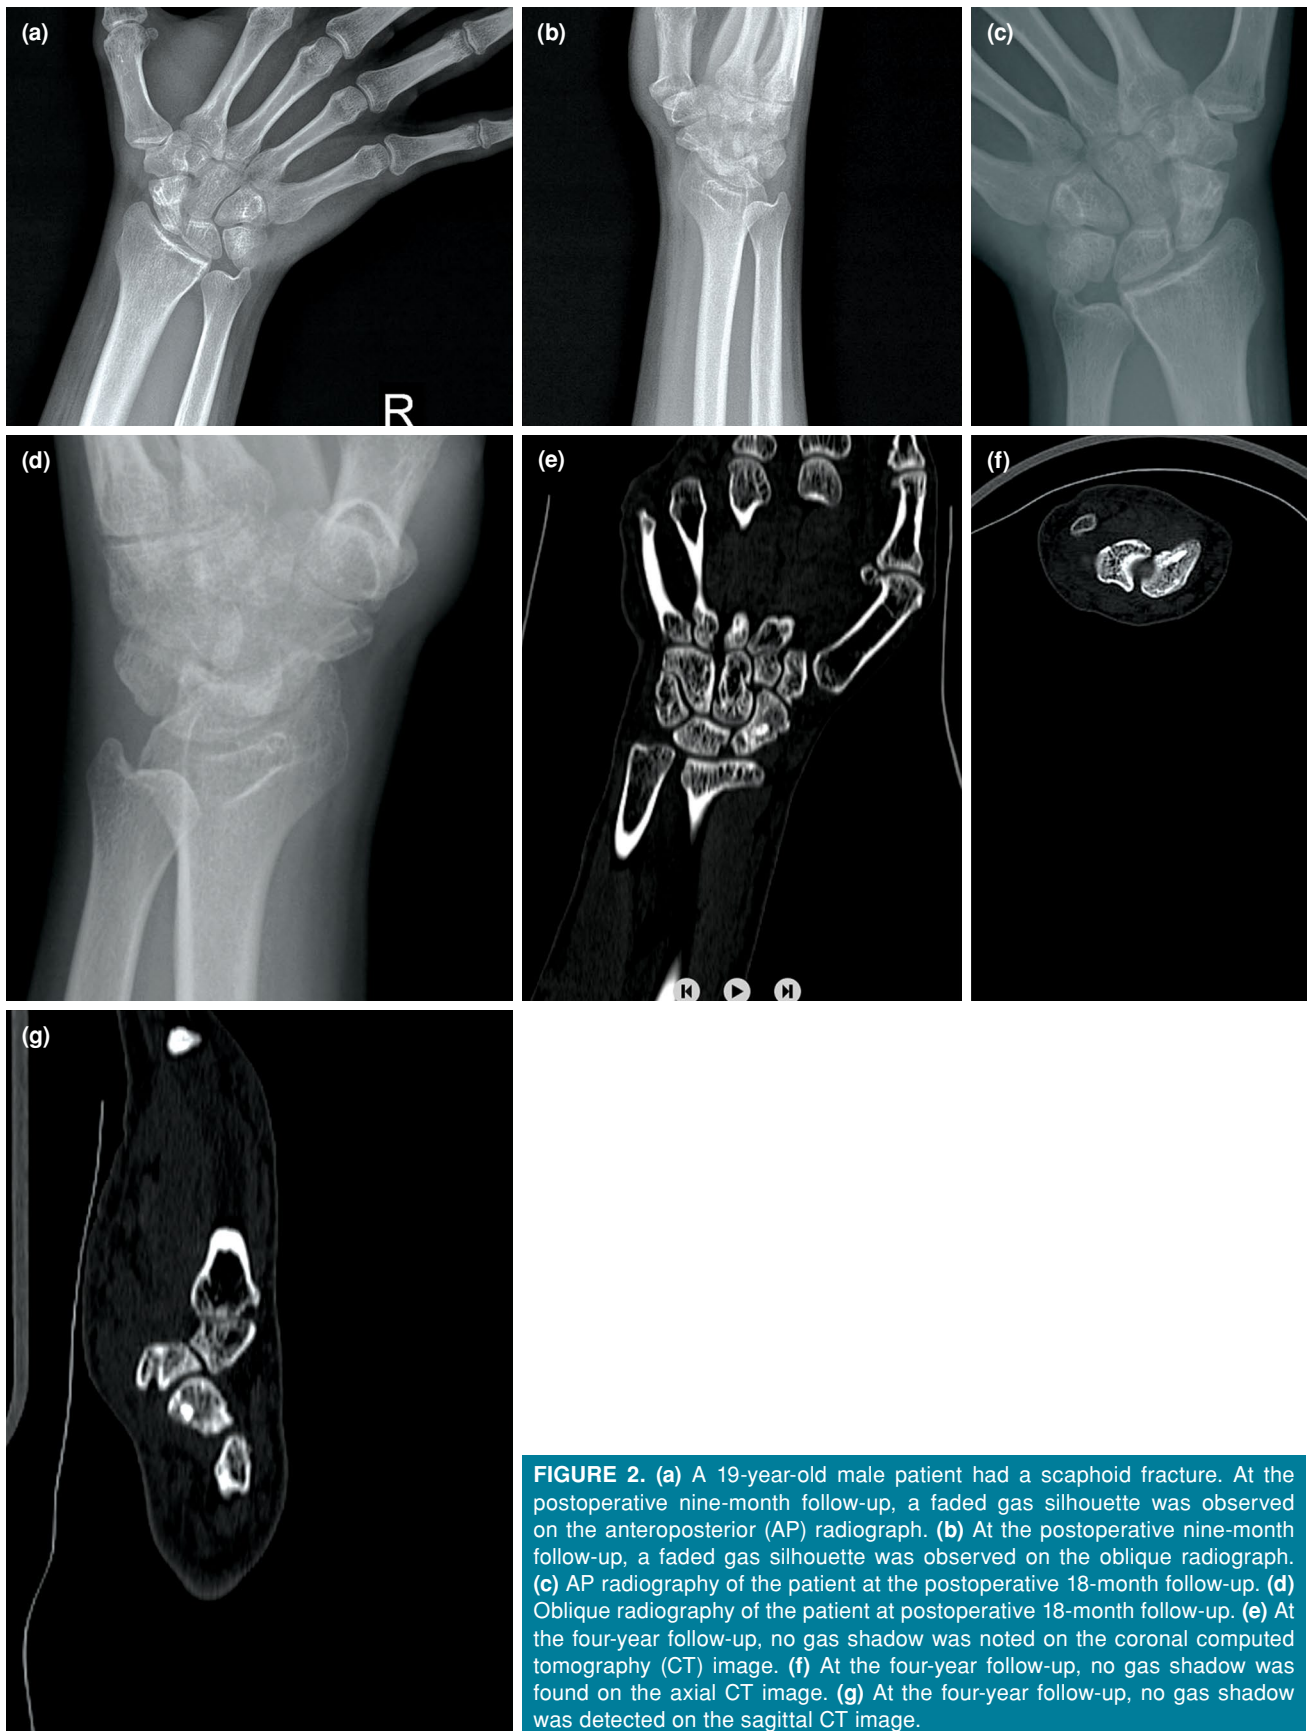 (a)
(b)
(c)
R
(d)
(e)
(f)
(g)
FIGURE 2. (a) A 19-year-old male patient had a scaphoid fracture. At the
postoperative nine-month follow-up, a faded gas silhouette was observed
on the anteroposterior (AP) radiograph. (b) At the postoperative nine-month
follow-up, a faded gas silhouette was observed on the oblique radiograph.
(c) AP radiography of the patient at the postoperative 18-month follow-up. (d)
Oblique radiography of the patient at postoperative 18-month follow-up. (e) At
the four-year follow-up, no gas shadow was noted on the coronal computed
tomography (CT) image. (f) At the four-year follow-up, no gas shadow was
found on the axial CT image. (g) At the four-year follow-up, no gas shadow
was detected on the sagittal CT image.